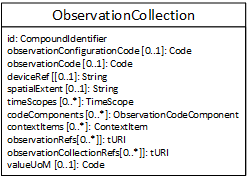 ObservationCollection
id: CompoundIdentifier
observationConfigurationCode [0..1]: Code
observationCode [0..1]: Code
deviceRef [[0..1]: String
spatialExtent [0..1]: String
timeScopes [0..*]: TimeScope
codeComponents [0..*]: ObservationCodeComponent
contextItems [0..*]: ContextItem
observationRefs[0..*]]: tURI
observationCollectionRefs[0..*]]: tURI
valueUoM [0..1]: Code